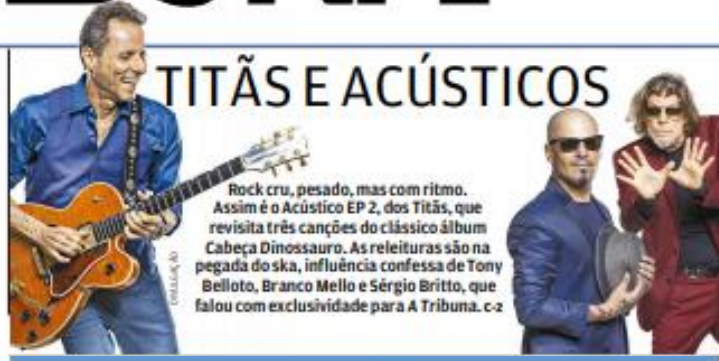 TITÃS E ACÚSTICOS
Rock cru, pesado, mas com ritmo.
Assim é o Acústico EP 2, dos Titãs, que
revisita três canções do clássico álbum
Cabeça Dinossauro. As releituras são na
pegada do ska, influência confessa de Tony
Belloto, Branco Mello e Sérgio Britto, que
falou com exclusividade para A Tribuna. C-2
DIVULGAÇÃO